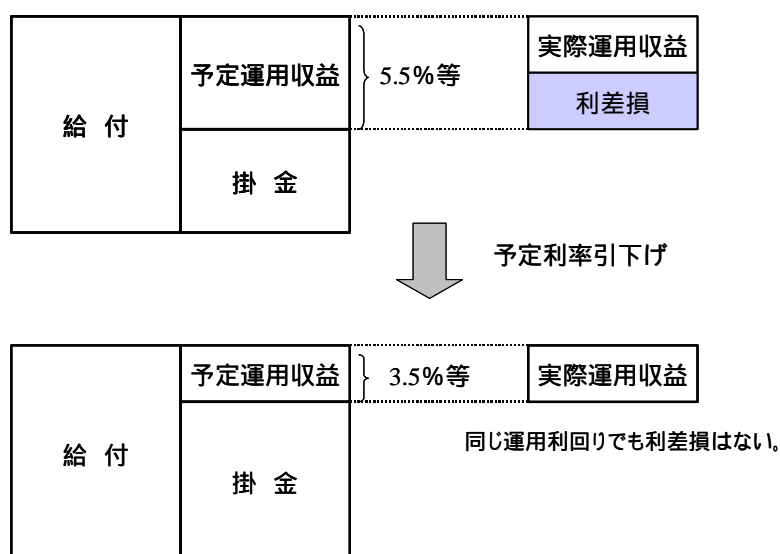 予定運用収益
5.5%等
実際運用収益
利差損
給 付
掛 金
予定利率引下げ
予定運用収益
3.5%等
実際運用収益
同じ運用利回りでも利差損はない。
給 付
掛 金